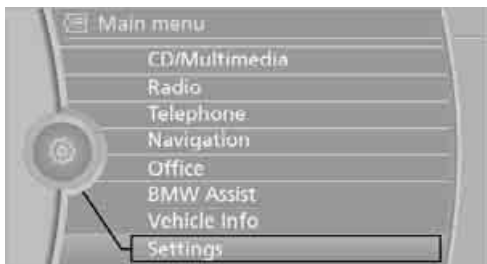 Main menu
CD/Multimedia
Radio
Telephone
Navigation
Office
BMW Assist
Vehicle Info
Settings